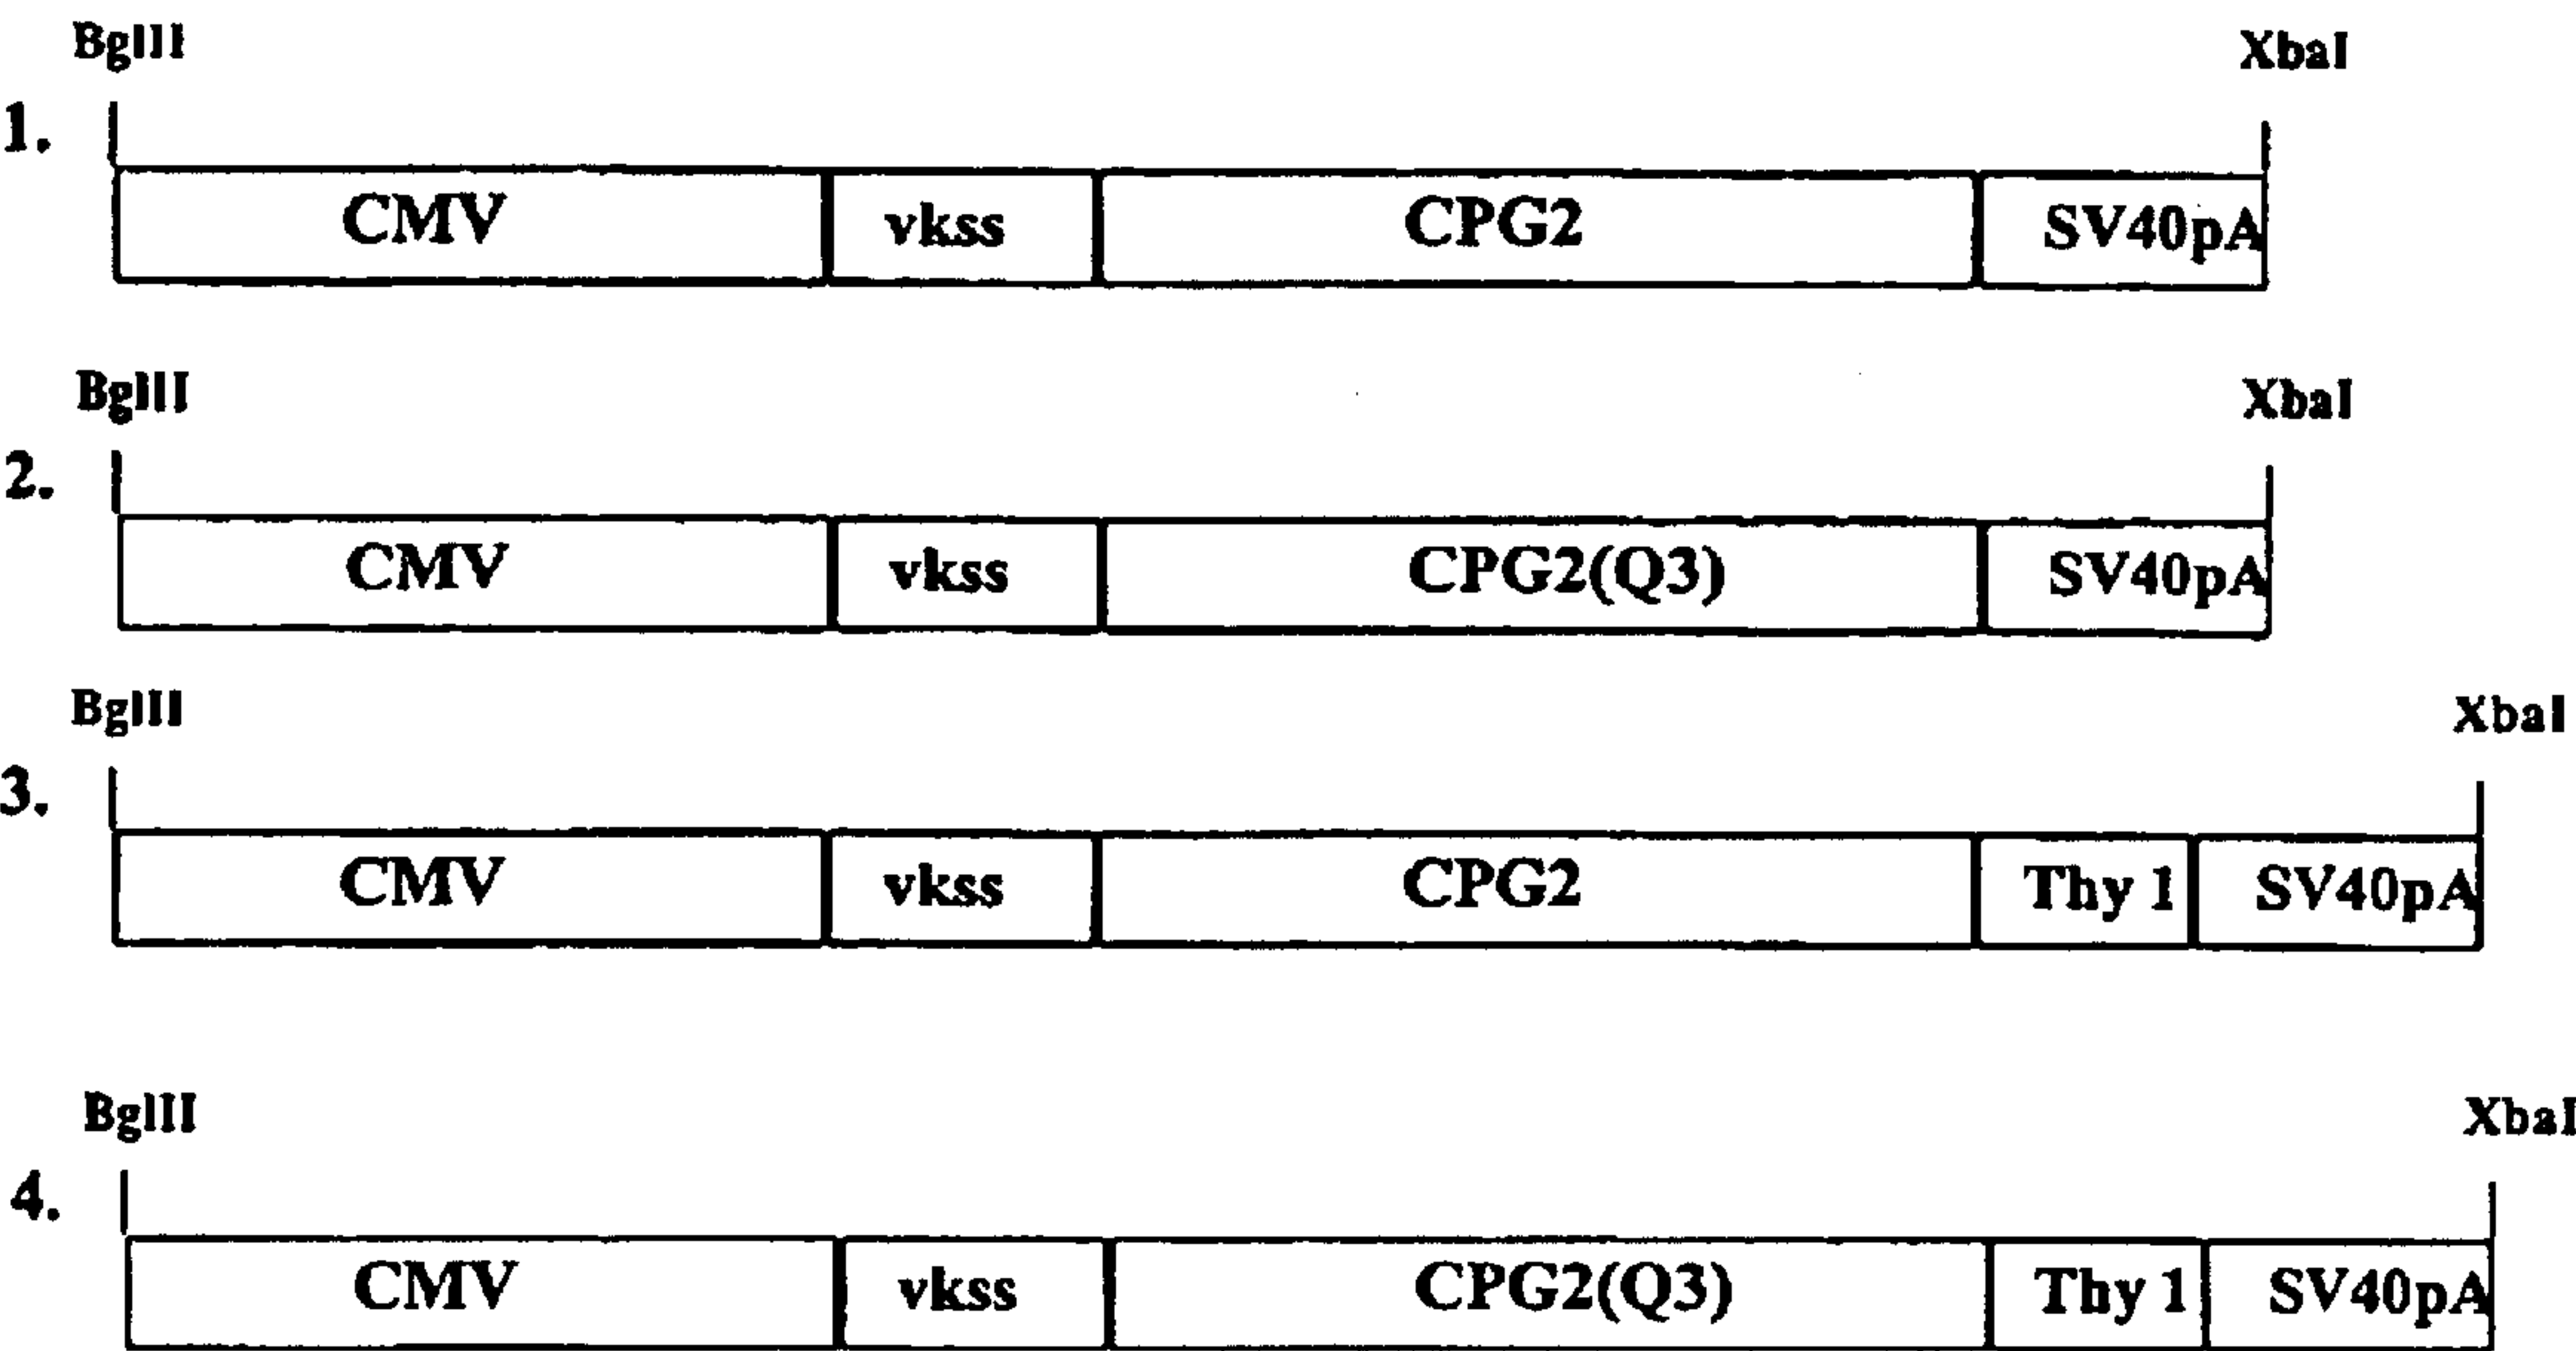 BglII XbaI
1.
CMV vkss CPG2 SV40pA
BglII XbaI
2.
CMV vkss CPG2(Q3) SV40pA
BglII XbaI
3.
CMV vkss CPG2 Thy 1 SV40pA
BglII XbaI
4.
CMV vkss CPG2(Q3) Thy 1 SV40pA